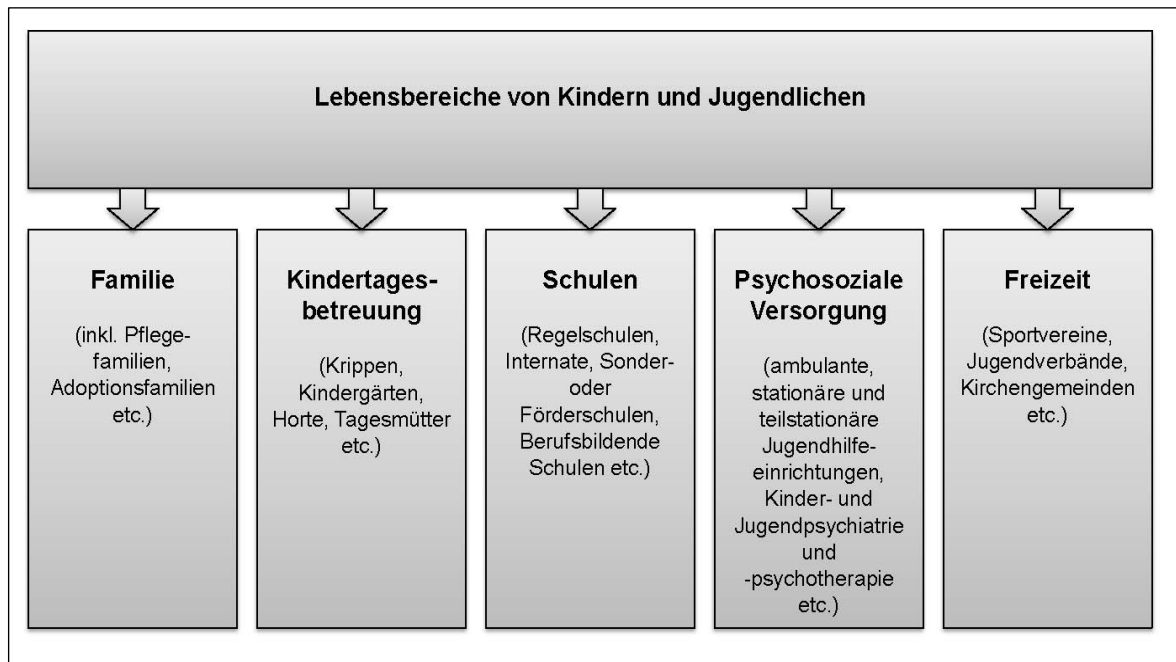 Lebensbereiche von Kindern und Jugendlichen
Familie
(inkl. Pflege-
familien,
Adoptionsfamilien
etc.)
Kindertages-
betreuung
(Krippen,
Kindergärten,
Horte, Tagesmütter
etc.)
Schulen
(Regelschulen,
Internate, Sonder-
oder
Förderschulen,
Berufsbildende
Schulen etc.)
Psychosoziale
Versorgung
(ambulante,
stationäre und
teilstationäre
Jugendhilfe-
einrichtungen,
Kinder- und
Jugendpsychiatrie
und
-psychotherapie
etc.)
Freizeit
(Sportvereine,
Jugendverbände,
Kirchengemeinden
etc.)